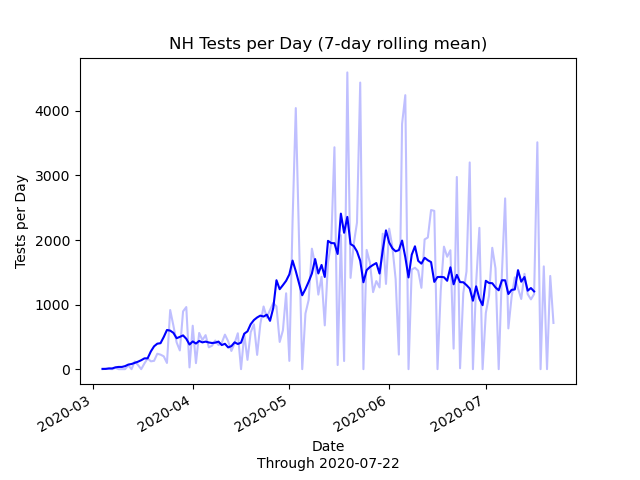 NH Tests per Day (7-day rolling mean)
Tests per Day
4000
3000
2000
1000
0
2020-03
2020-04
2020-05
2020-06
2020-07
Date
Through 2020-07-22